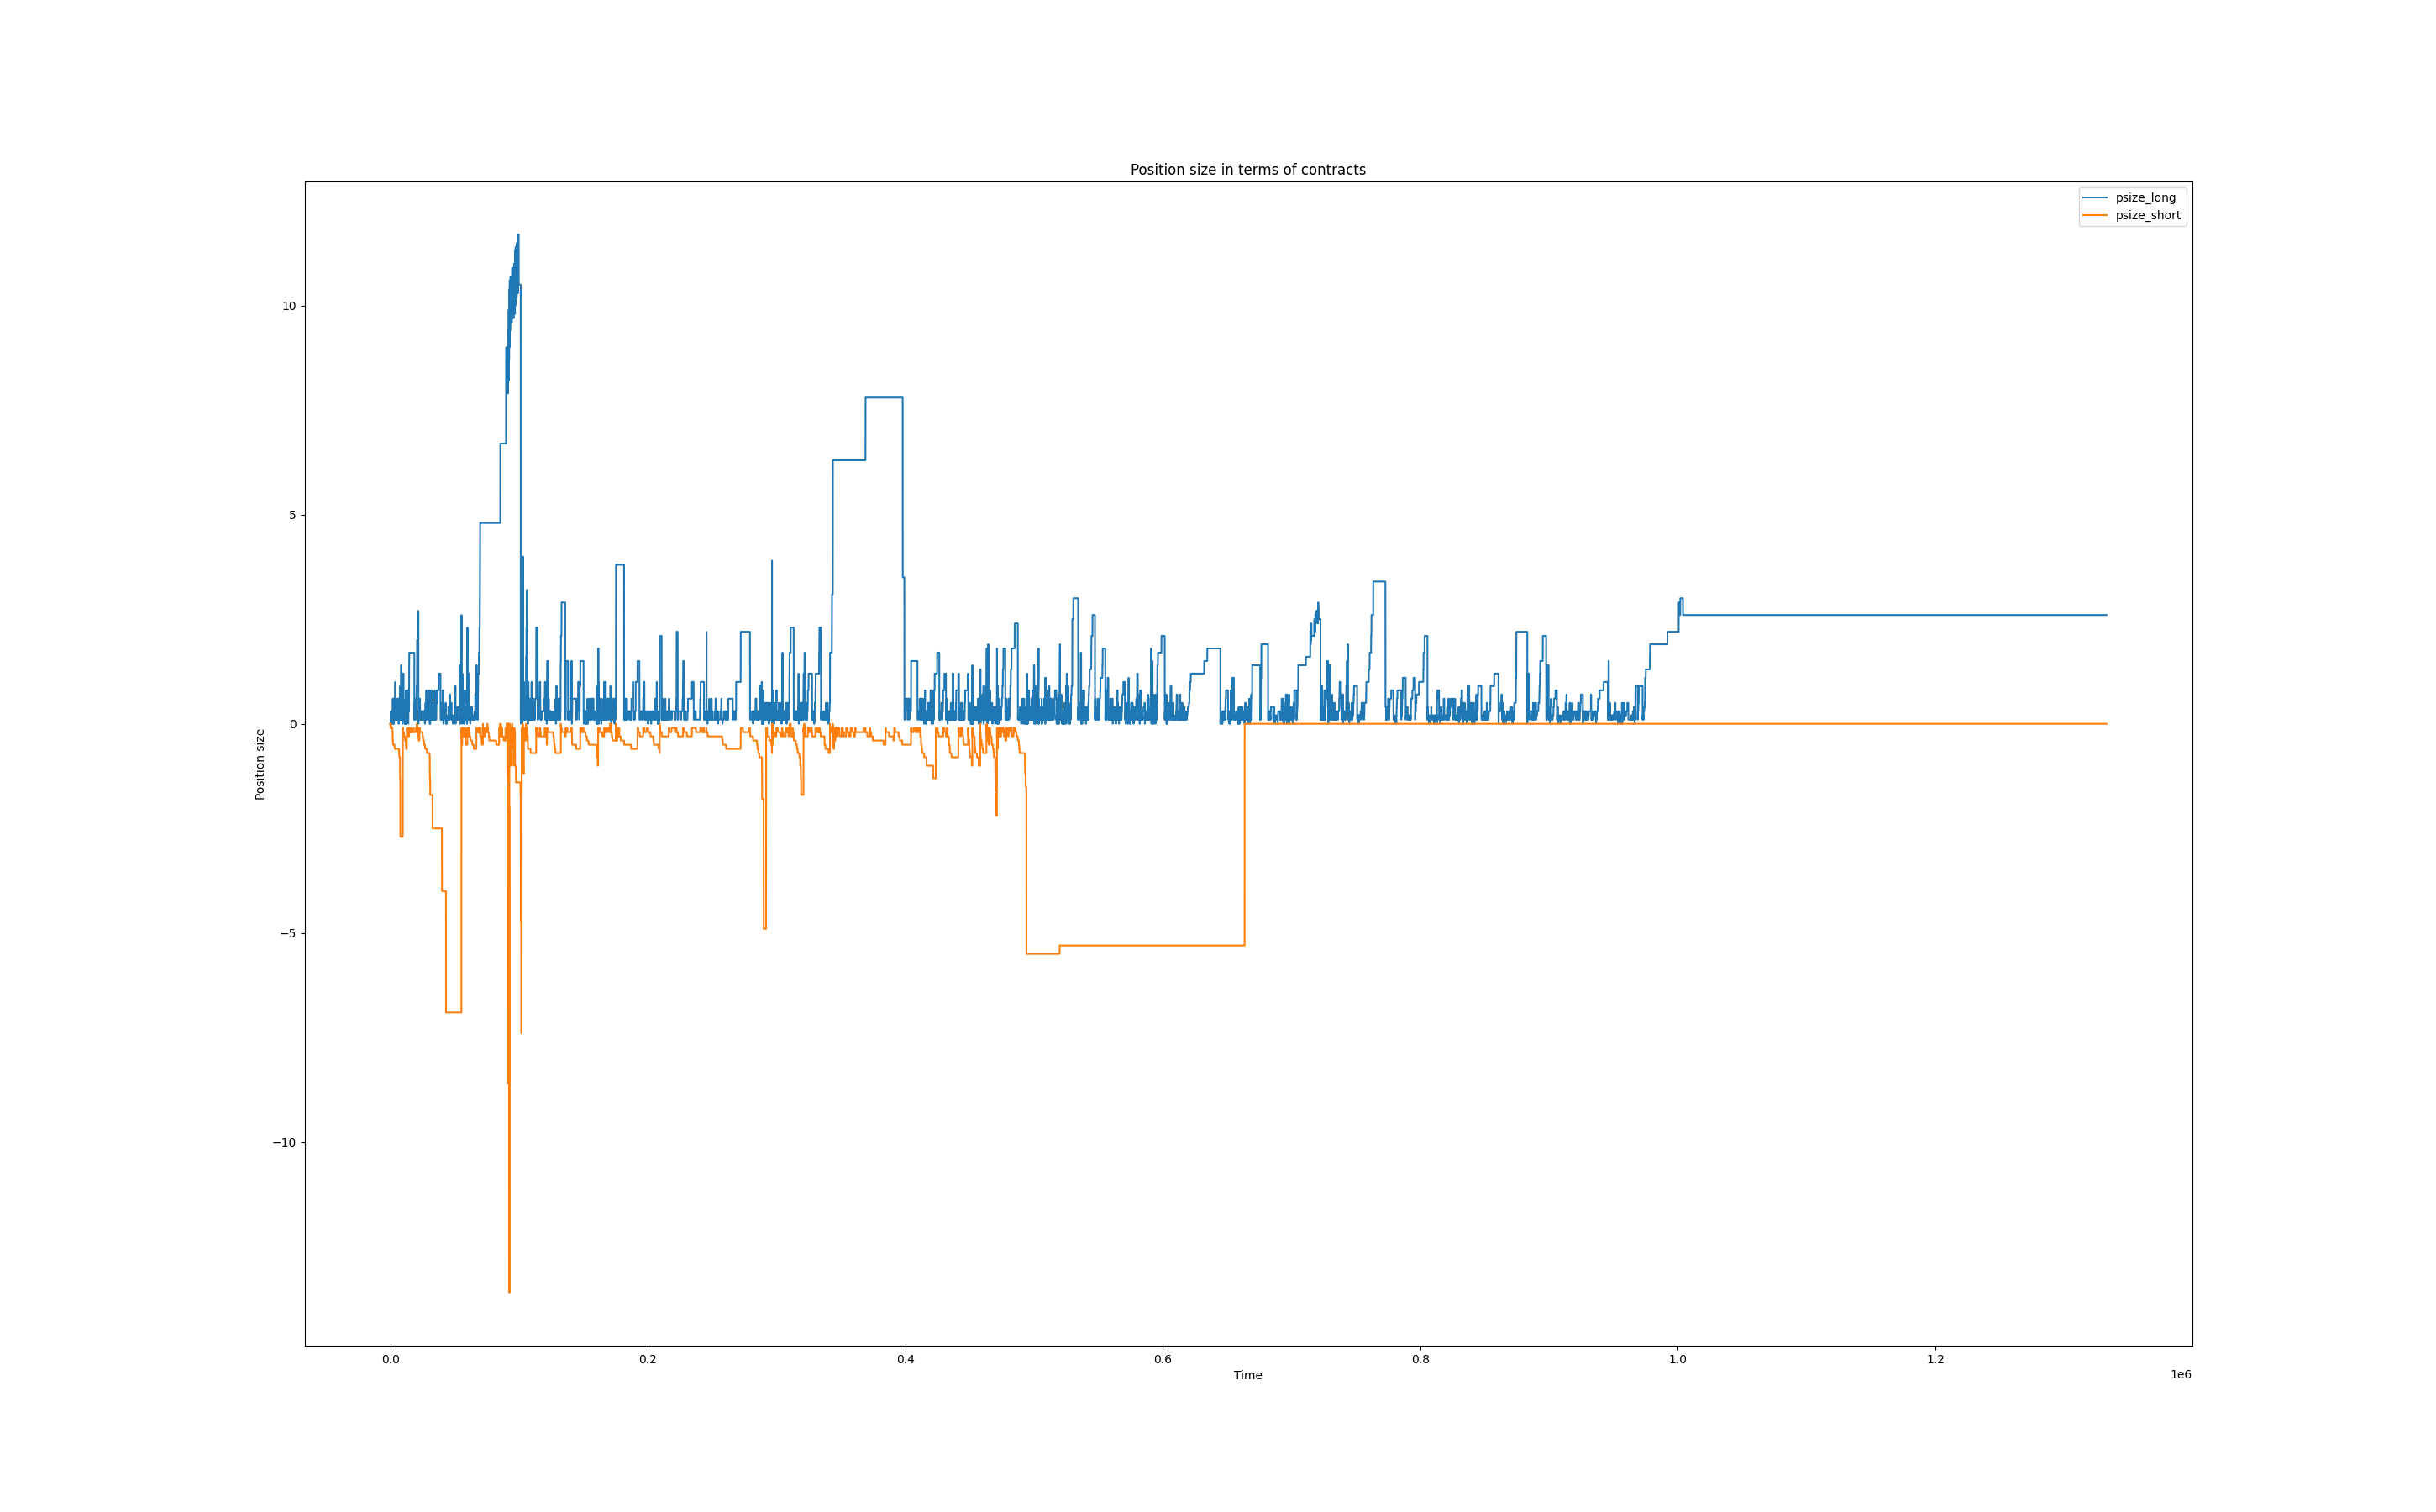 Position size in terms of contracts
psize_long
psize_short
10
5
0
−5
−10
Position size
0.0 0.2 0.4 0.6 0.8 1.0 1.2
Time
1e6